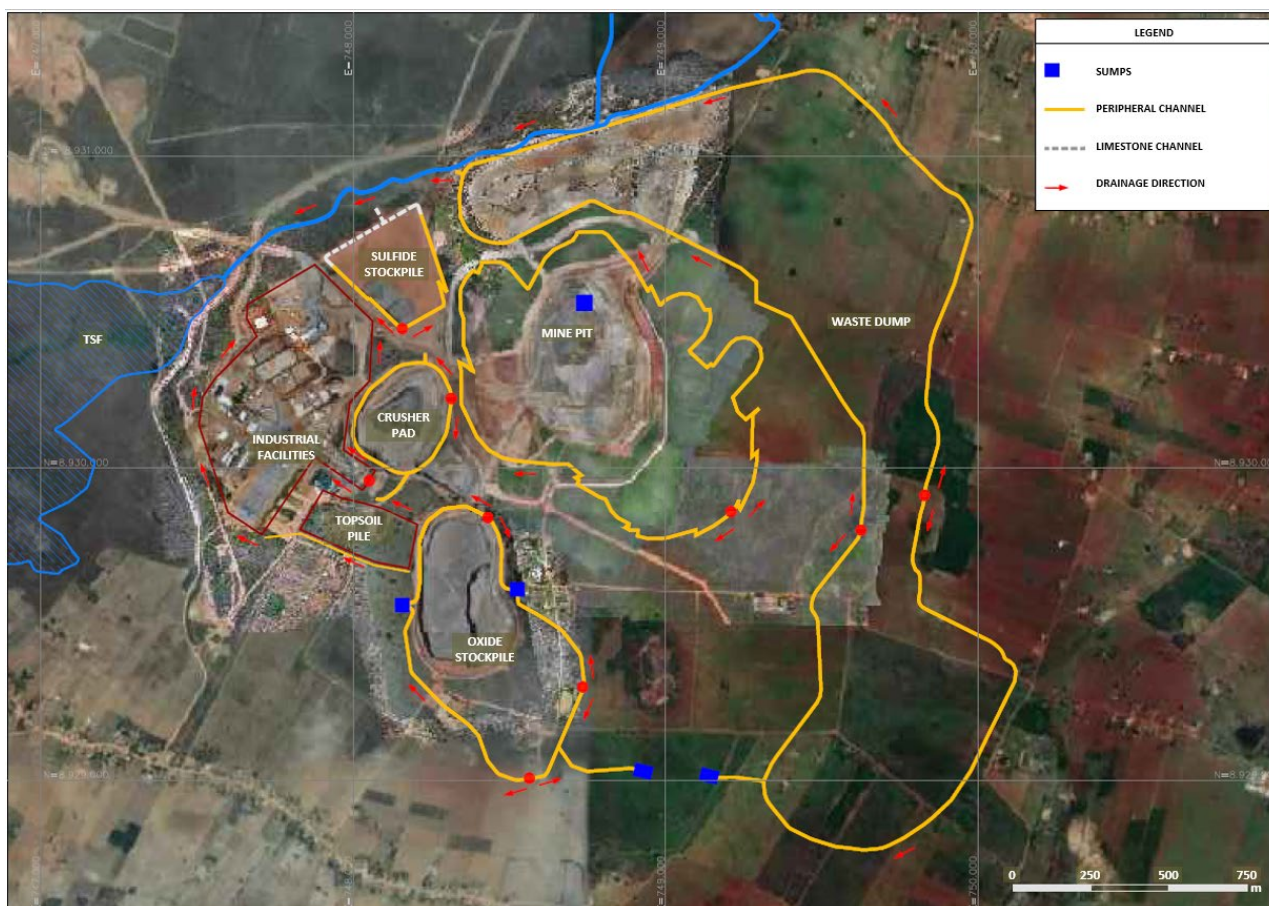 LEGEND
SUMPS
PERIPHERAL CHANNEL
LIMESTONE CHANNEL
DRAINAGE DIRECTION
E=748.000
E=749.000
N=8.931.000
SULFIDE
STOCKPILE
MINE PIT
WASTE DUMP
TSF
CRUSHER
PAD
INDUSTRIAL
FACILITIES
N=8.930.000
N=8.930.0
TOPSOIL
PILE
OXIDE
STOCKPILE
E=749.000
E=750.000
0 250 500 750
m